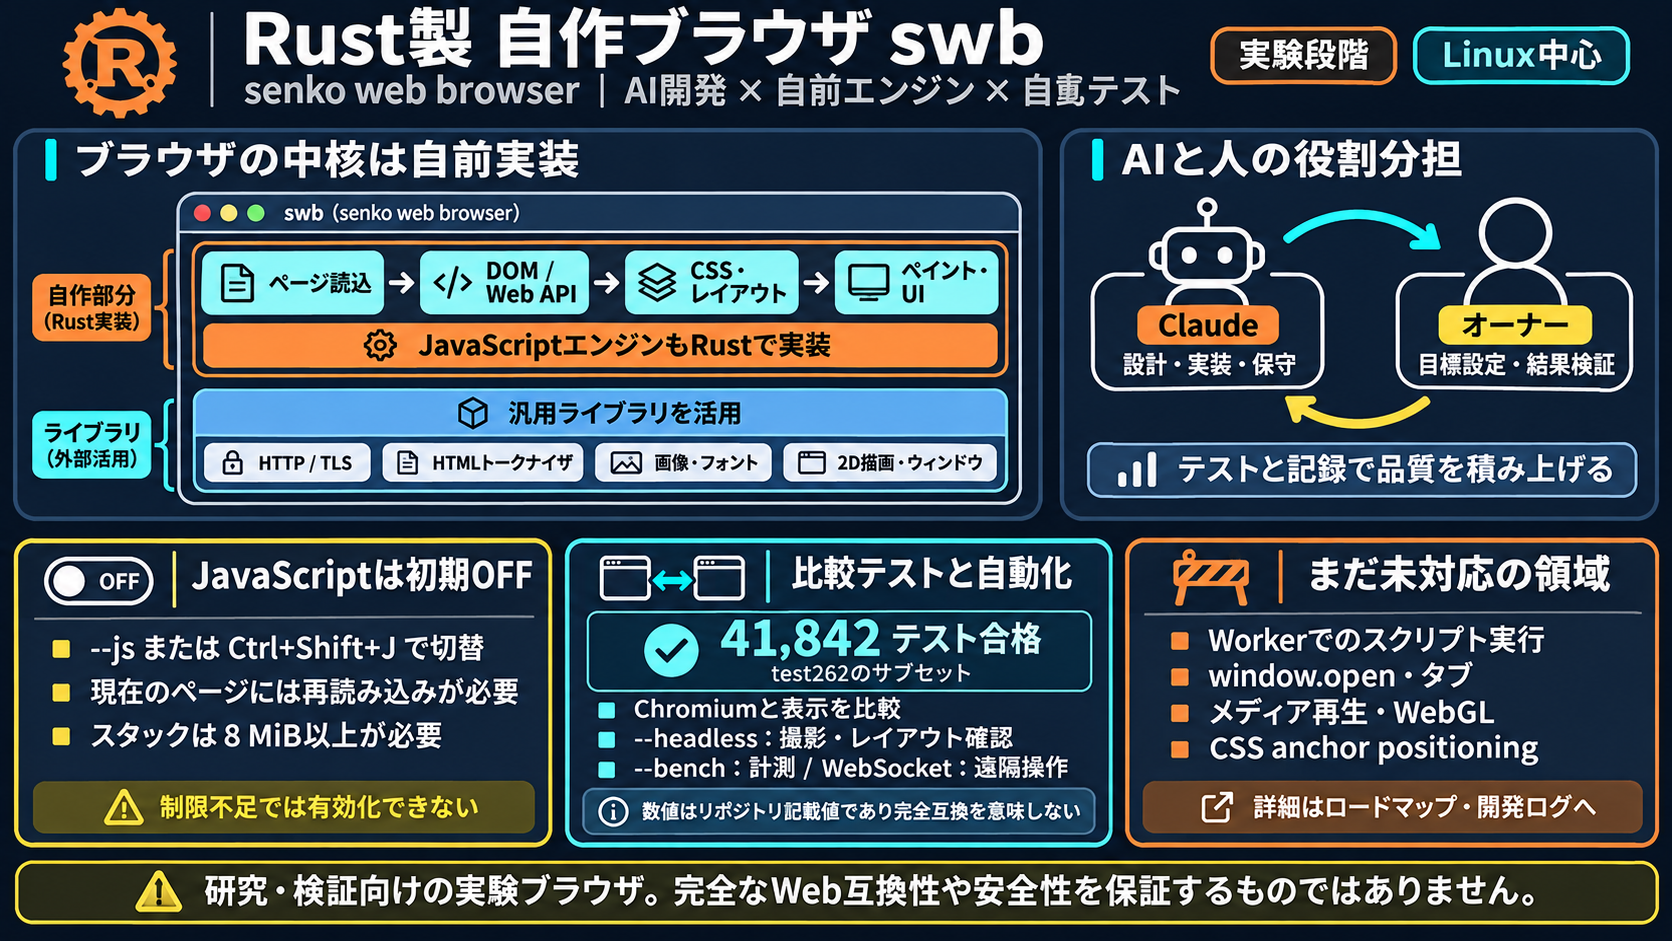 R
Rust製 自作ブラウザ swb
senko web browser | AI開発 × 自前エンジン × 自動テスト
実験段階
Linux中心
ブラウザの中核は自前実装
swb (senko web browser)
自作部分
(Rust実装)
ページ読込
DOM /
Web API
CSS・
レイアウト
ペイント・
UI
JavaScriptエンジンもRustで実装
ライブラリ
(外部活用)
汎用ライブラリを活用
HTTP / TLS
HTMLトークナイザ
画像・フォント
2D描画・ウィンドウ
AIと人の役割分担
Claude
設計・実装・保守
オーナー
目標設定・結果検証
テストと記録で品質を積み上げる
OFF
JavaScriptは初期OFF
--js または Ctrl+Shift+J で切替
現在のページには再読み込みが必要
スタックは 8 MiB以上が必要
制限不足では有効化できない
比較テストと自動化
41,842 テスト合格
test262のサブセット
Chromiumと表示を比較
--headless：撮影・レイアウト確認
--bench：計測 / WebSocket：遠隔操作
数値はリポジトリ記載値であり完全互換を意味しない
まだ未対応の領域
Workerでのスクリプト実行
window.open・タブ
メディア再生・WebGL
CSS anchor positioning
詳細はロードマップ・開発ログへ
研究・検証向けの実験ブラウザ。完全なWeb互換性や安全性を保証するものではありません。